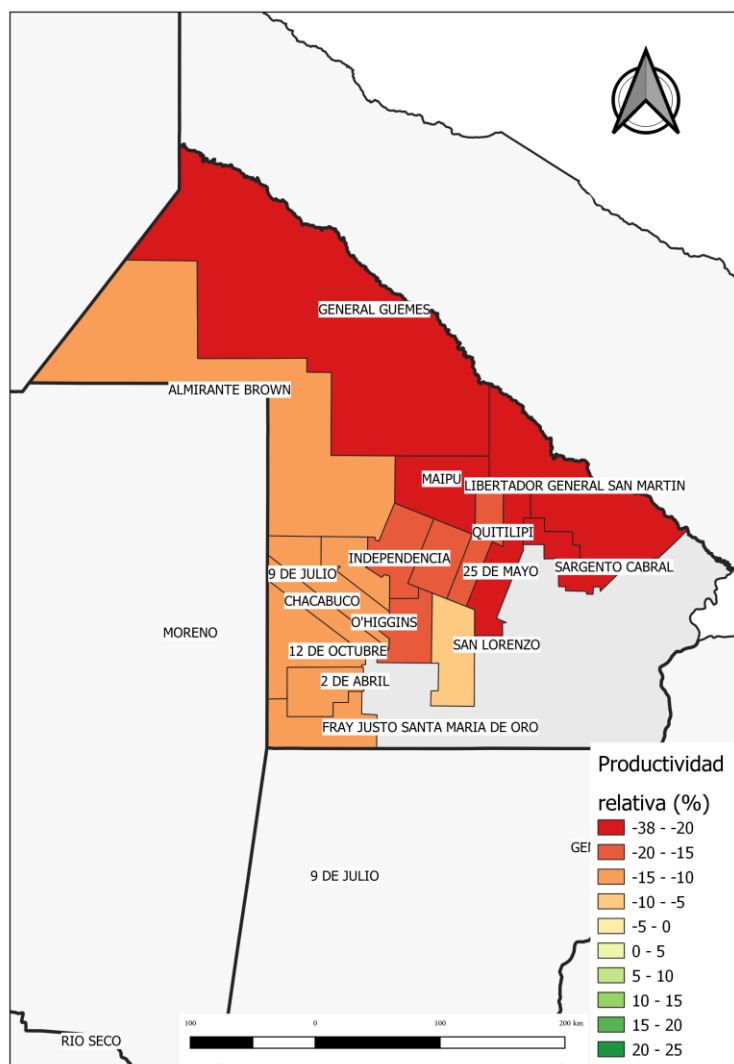 GENERAL GUEMES
ALMIRANTE BROWN
MAIPU
LIBERTADOR GENERAL SAN MARTIN
QUITILIPI
INDEPENDENCIA
SARGENTO CABRAL
9 DE JULIO
25 DE MAYO
CHACABUCO
O'HIGGINS
MORENO
SAN LORENZO
12 DE OCTUBRE
2 DE ABRIL
FRAY JUSTO SANTA MARIA DE ORO
Productividad
relativa (%)
-38 - -20
-20 - -15
-15 - -10
-10 - -5
-5 - 0
0 - 5
5 - 10
10 - 15
15 - 20
20 - 25
GE
9 DE JULIO
100 0 100 200 km
RIO SECO